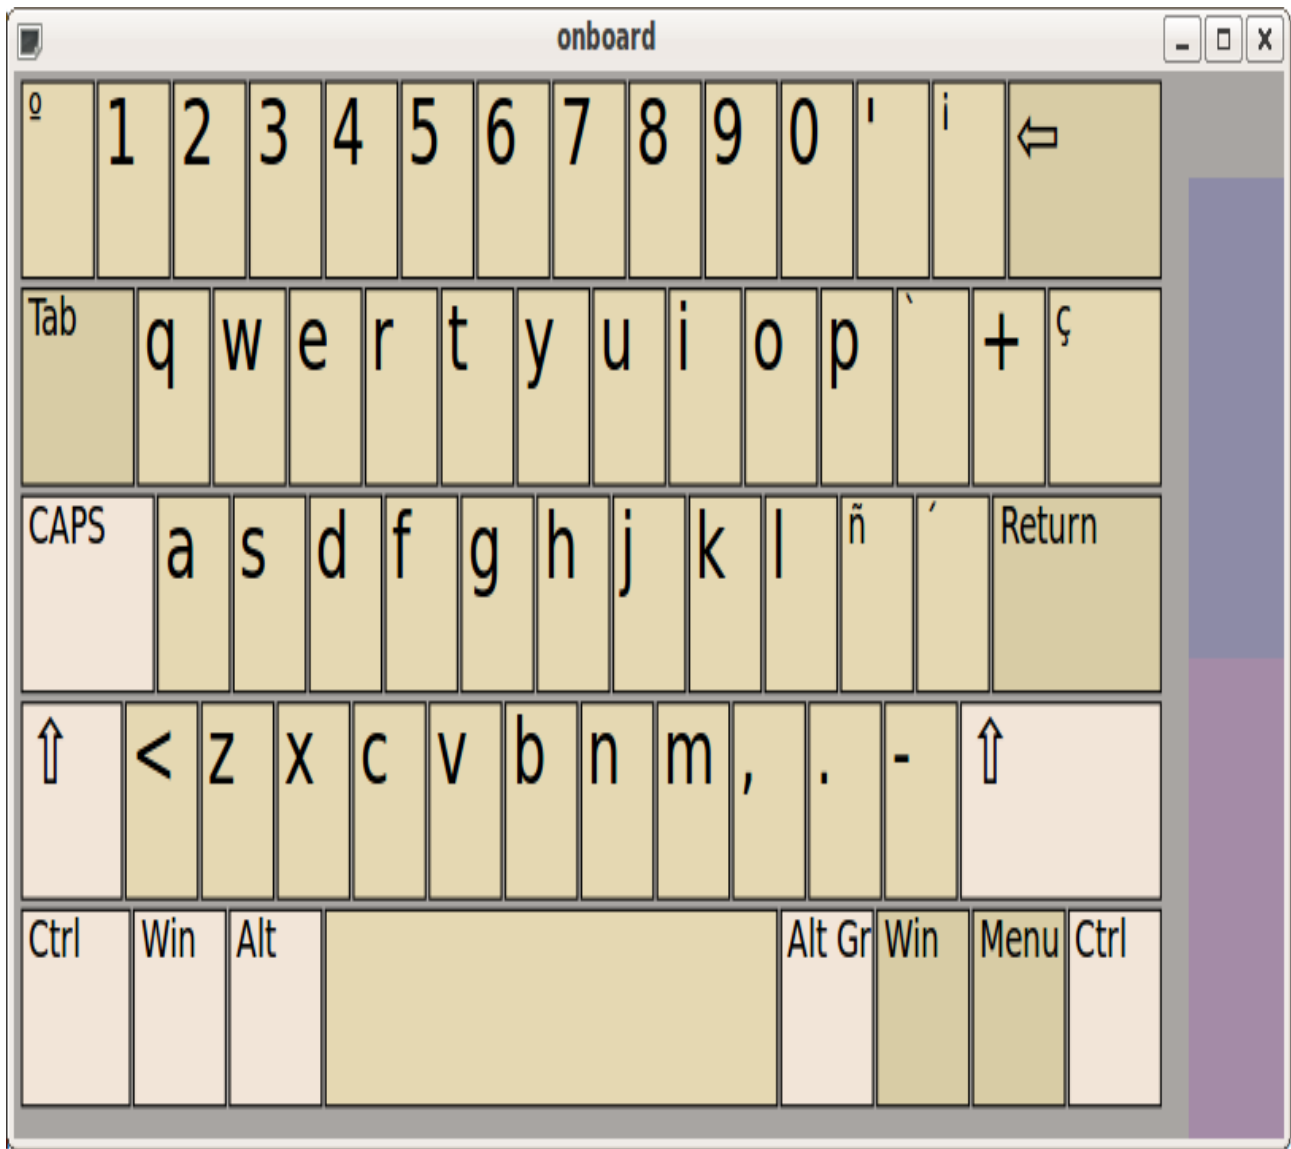 onboard
º 1 2 3 4 5 6 7 8 9 0 ' ¡ ⇦
Tab q w e r t y u i o p ` + ç
CAPS a s d f g h j k l ñ ´ Return
⇧ < z x c v b n m , . - ⇧
Ctrl Win Alt Alt Gr Win Menu Ctrl